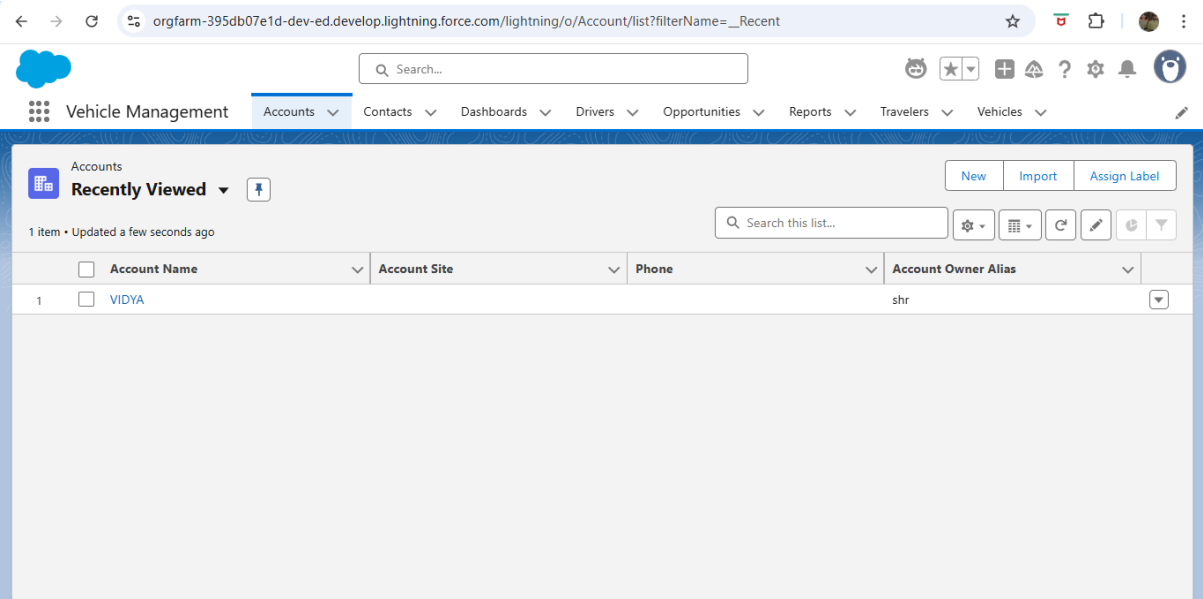 orgfarm-395db07e1d-dev-ed.develop.lightning.force.com/lightning/o/Account/list?filterName=__Recent
Search...
Vehicle Management Accounts Contacts Dashboards Drivers Opportunities Reports Travelers Vehicles
Accounts
Recently Viewed
New Import Assign Label
1 item • Updated a few seconds ago
Search this list...
Account Name Account Site Phone Account Owner Alias
1 VIDYA shr